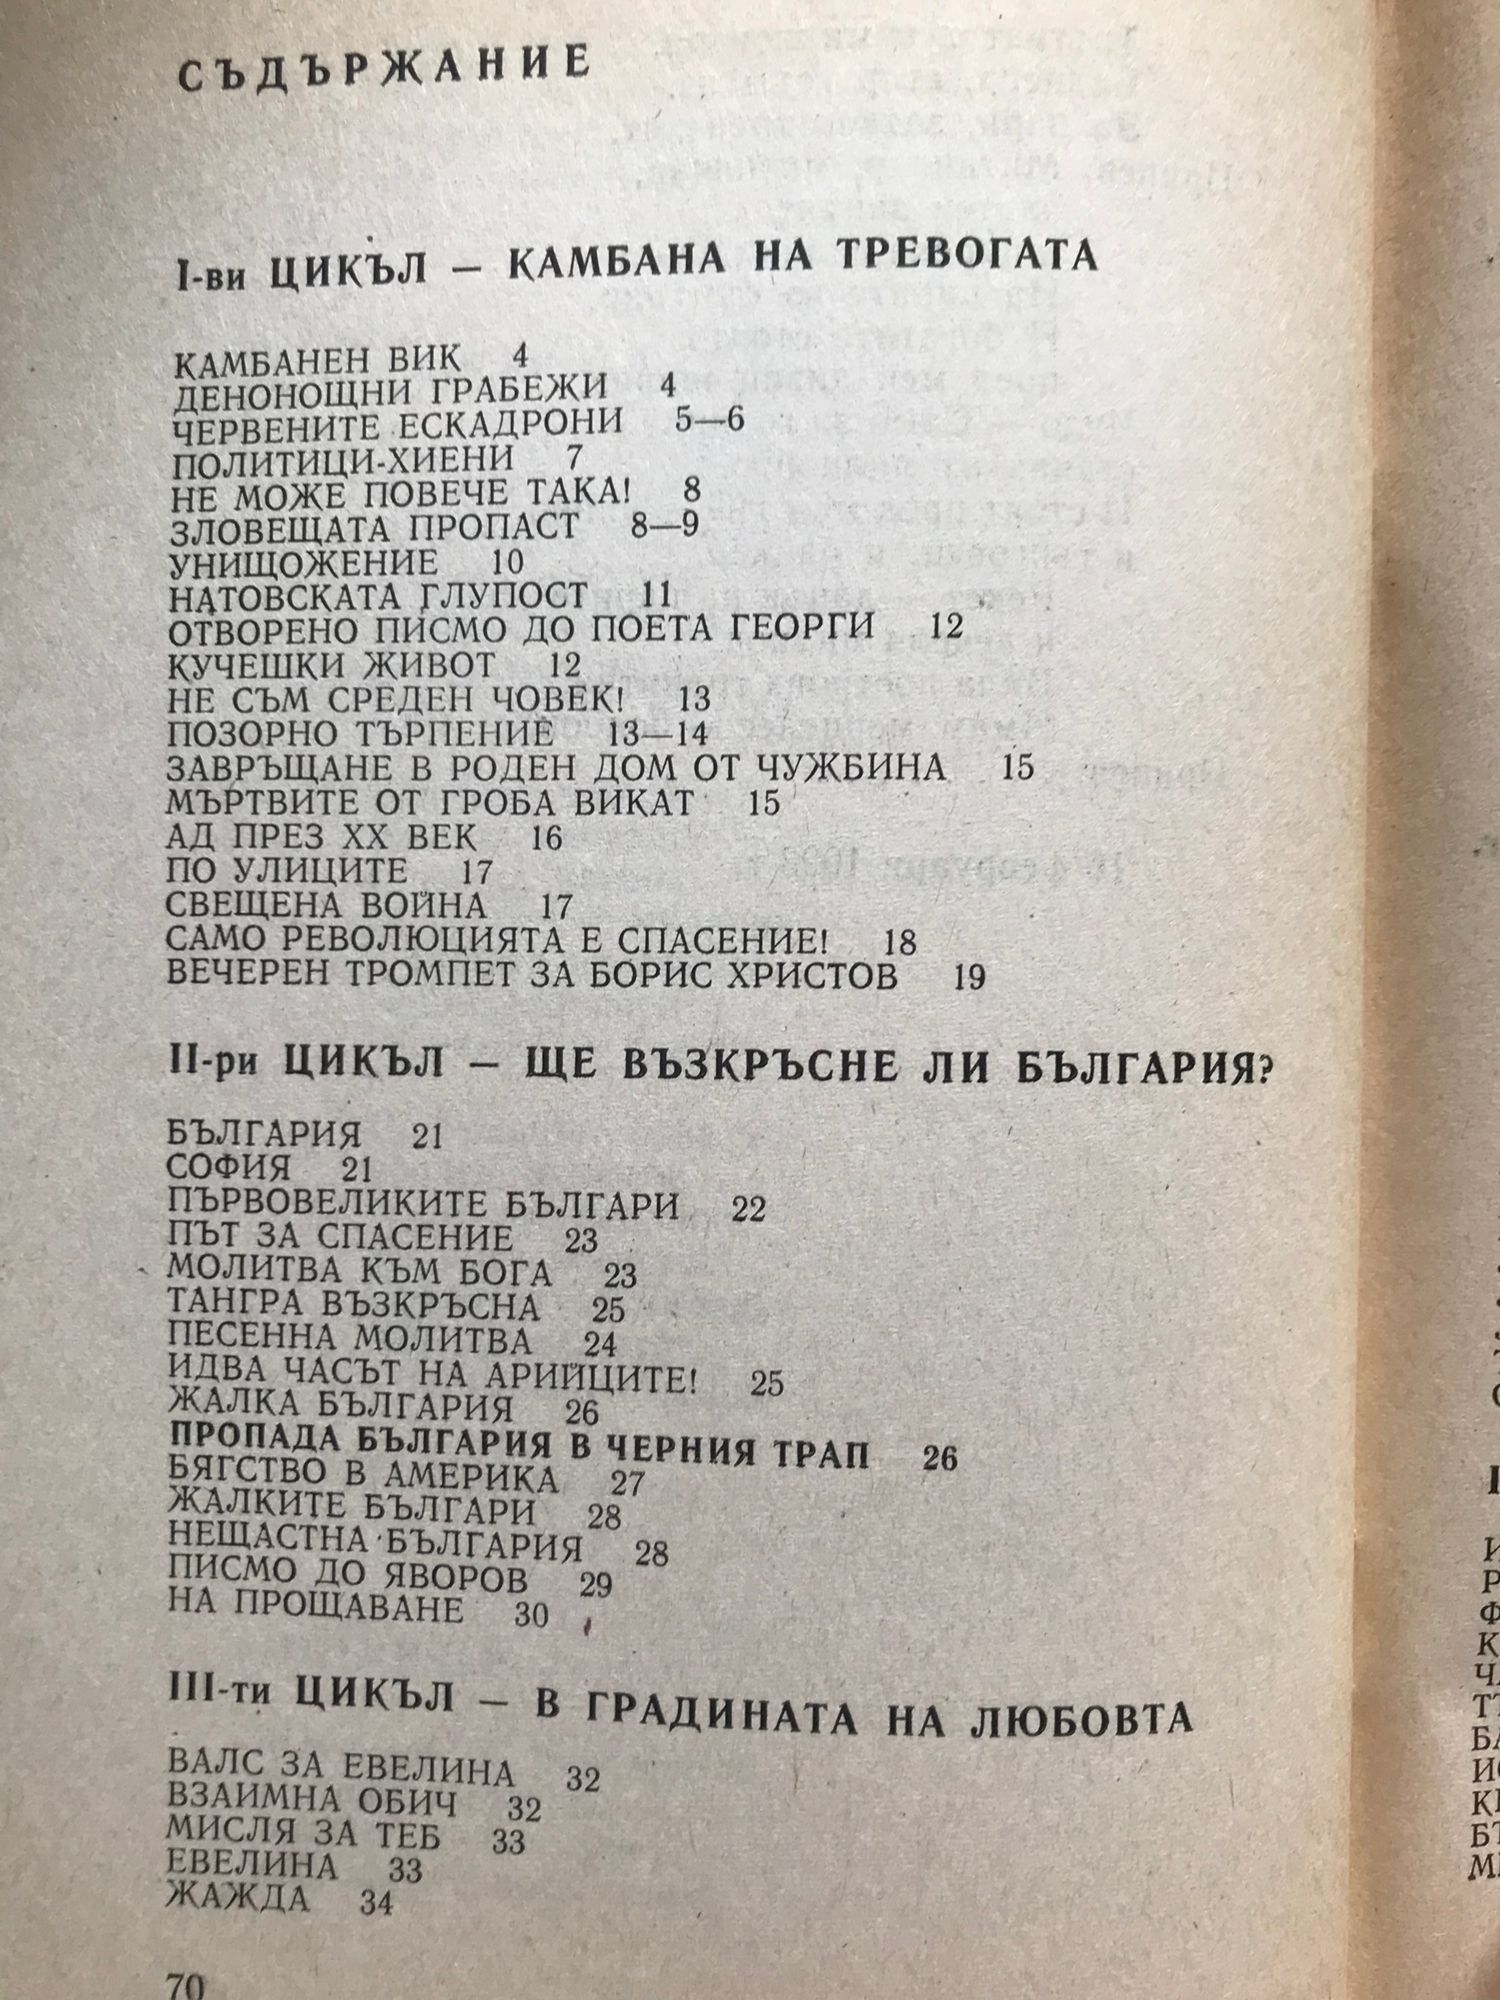 СЪДЪРЖАНИЕ
I-ви ЦИКЪЛ — КАМБАНА НА ТРЕВОГАТА
КАМБАНЕН ВИК 4
ДЕНОНОЩНИ ГРАБЕЖИ 4
ЧЕРВЕНИТЕ ЕСКАДРОНИ 5—6
ПОЛИТИЦИ-ХИЕНИ 7
НЕ МОЖЕ ПОВЕЧЕ ТАКА! 8
ЗЛОВЕЩАТА ПРОПАСТ 8—9
УНИЩОЖЕНИЕ 10
НАТОВСКАТА ГЛУПОСТ 11
ОТВОРЕНО ПИСМО ДО ПОЕТА ГЕОРГИ 12
КУЧЕШКИ ЖИВОТ 12
НЕ СЪМ СРЕДЕН ЧОВЕК! 13
ПОЗОРНО ТЪРПЕНИЕ 13—14
ЗАВРЪЩАНЕ В РОДЕН ДОМ ОТ ЧУЖБИНА 15
МЪРТВИТЕ ОТ ГРОБА ВИКАТ 15
АД ПРЕЗ XX ВЕК 16
ПО УЛИЦИТЕ 17
СВЕЩЕНА ВОЙНА 17
САМО РЕВОЛЮЦИЯТА Е СПАСЕНИЕ! 18
ВЕЧЕРЕН ТРОМПЕТ ЗА БОРИС ХРИСТОВ 19
II-ри ЦИКЪЛ — ЩЕ ВЪЗКРЪСНЕ ЛИ БЪЛГАРИЯ?
БЪЛГАРИЯ 21
СОФИЯ 21
ПЪРВОВЕЛИКИТЕ БЪЛГАРИ 22
ПЪТ ЗА СПАСЕНИЕ 23
МОЛИТВА КЪМ БОГА 23
ТАНГРА ВЪЗКРЪСНА 25
ПЕСЕННА МОЛИТВА 24
ИДВА ЧАСЪТ НА АРИЙЦИТЕ! 25
ЖАЛКА БЪЛГАРИЯ 26
ПРОПАДА БЪЛГАРИЯ В ЧЕРНИЯ ТРАП 26
БЯГСТВО В АМЕРИКА 27
ЖАЛКИТЕ БЪЛГАРИ 28
НЕЩАСТНА БЪЛГАРИЯ 28
ПИСМО ДО ЯВОРОВ 29
НА ПРОЩАВАНЕ 30
III-ти ЦИКЪЛ — В ГРАДИНАТА НА ЛЮБОВТА
ВАЛС ЗА ЕВЕЛИНА 32
ВЗАИМНА ОБИЧ 32
МИСЛЯ ЗА ТЕБ 33
ЕВЕЛИНА 33
ЖАЖДА 34
70